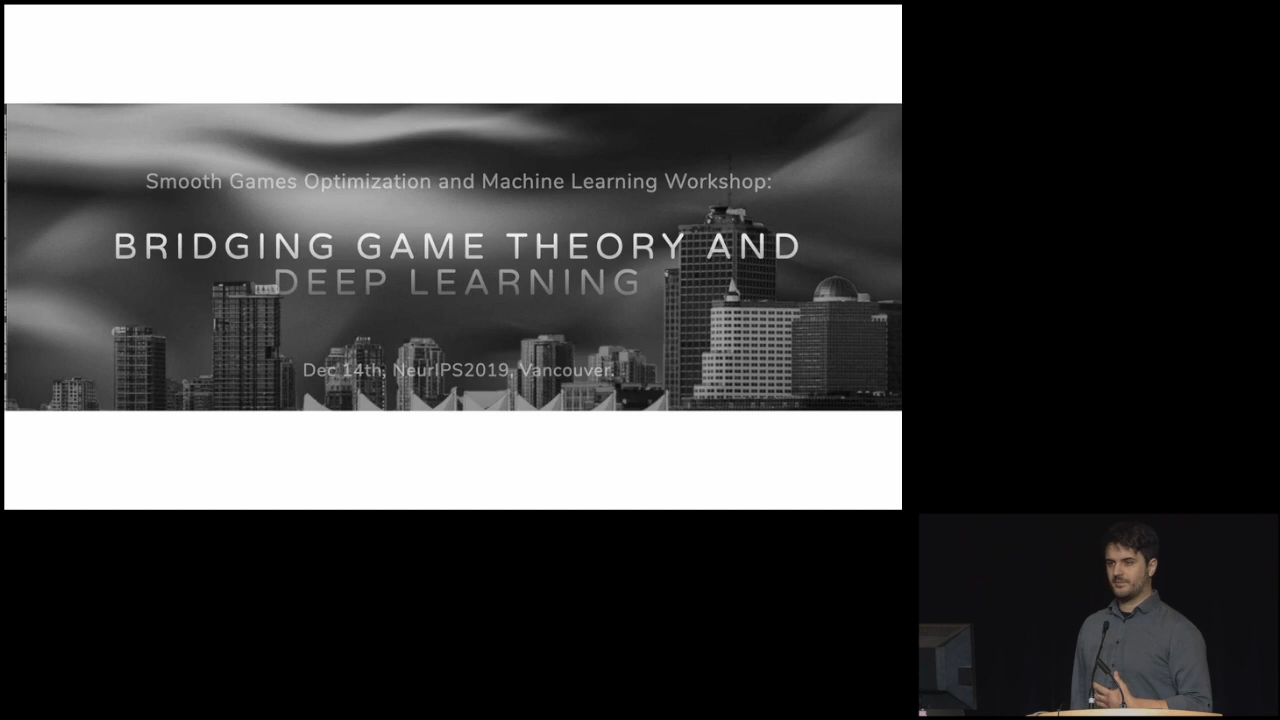 Smooth Games Optimization and Machine Learning Workshop:
BRIDGING GAME THEORY AND
DEEP LEARNING
Dec 14th, NeurIPS2019, Vancouver.